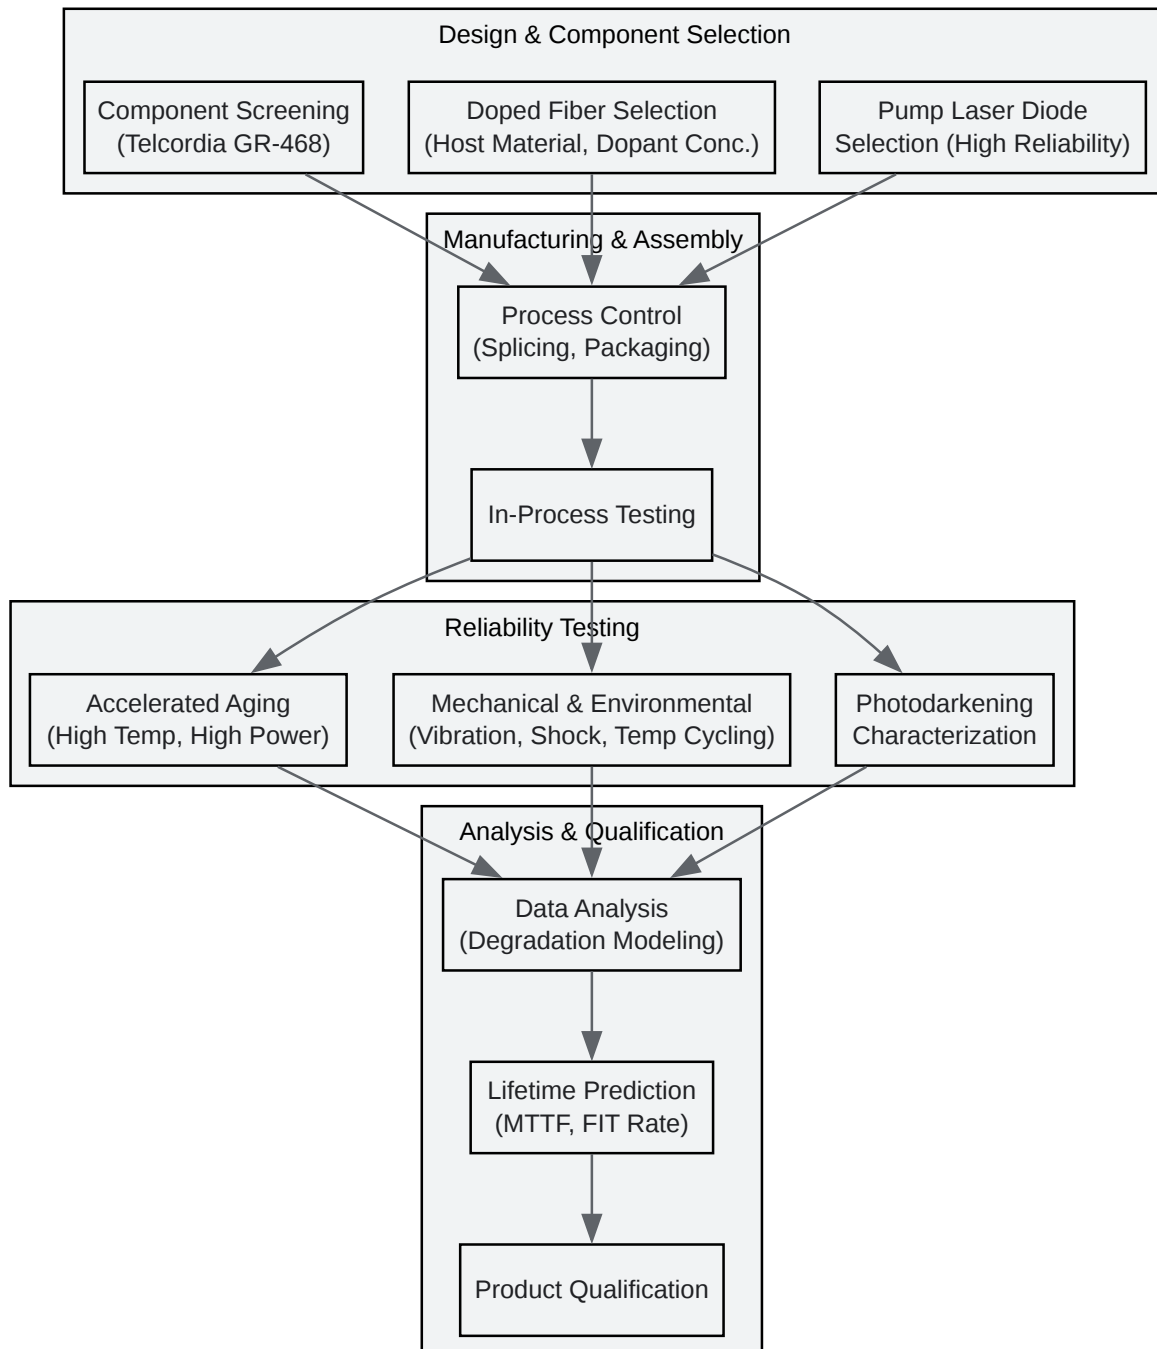 Design & Component Selection
Component Screening
(Telcordia GR-468)
Doped Fiber Selection
(Host Material, Dopant Conc.)
Pump Laser Diode
Selection (High Reliability)
Manufacturing & Assembly
Process Control
(Splicing, Packaging)
In-Process Testing
Reliability Testing
Accelerated Aging
(High Temp, High Power)
Mechanical & Environmental
(Vibration, Shock, Temp Cycling)
Photodarkening
Characterization
Analysis & Qualification
Data Analysis
(Degradation Modeling)
Lifetime Prediction
(MTTF, FIT Rate)
Product Qualification